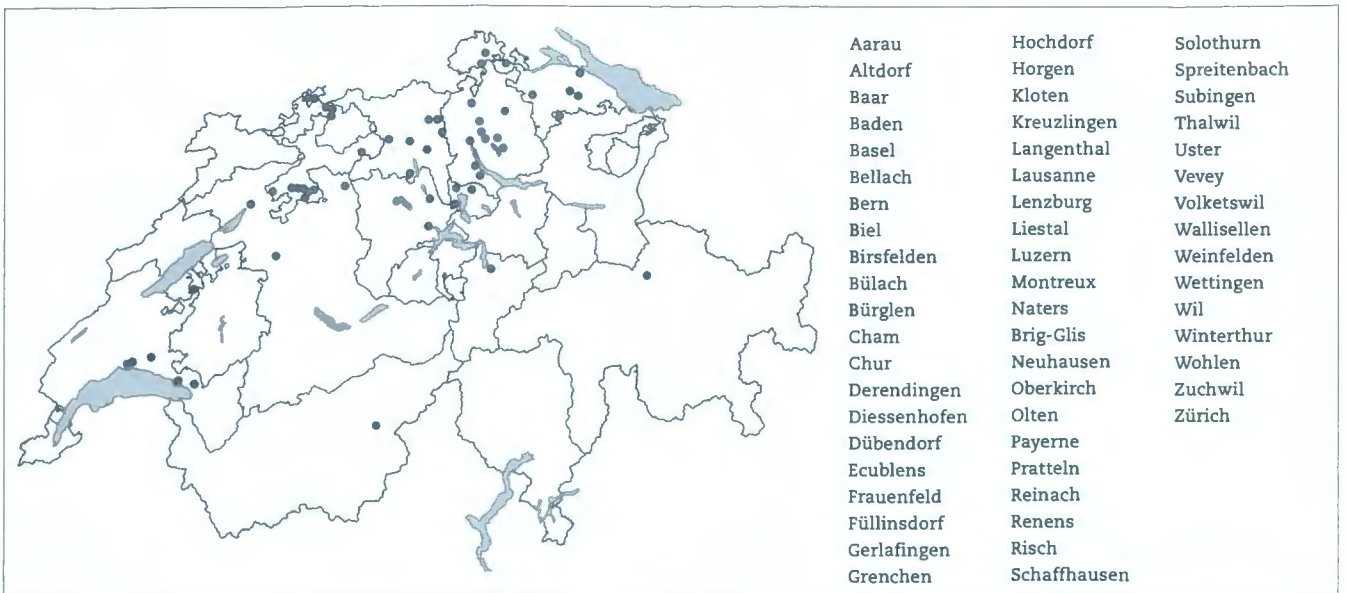 Aarau
Altdorf
Baar
Baden
Basel
Bellach
Bern
Biel
Birsfelden
Bülach
Bürglen
Cham
Chur
Derendingen
Diessenhofen
Dübendorf
Ecublens
Frauenfeld
Füllinsdorf
Gerlafingen
Grenchen
Hochdorf
Horgen
Kloten
Kreuzlingen
Langenthal
Lausanne
Lenzburg
Liestal
Luzern
Montreux
Naters
Brig-Glis
Neuhausen
Oberkirch
Olten
Payerne
Pratteln
Reinach
Renens
Risch
Schaffhausen
Solothurn
Spreitenbach
Subingen
Thalwil
Uster
Vevey
Volketswil
Wallisellen
Weinfelden
Wettingen
Wil
Winterthur
Wohlen
Zuchwil
Zürich